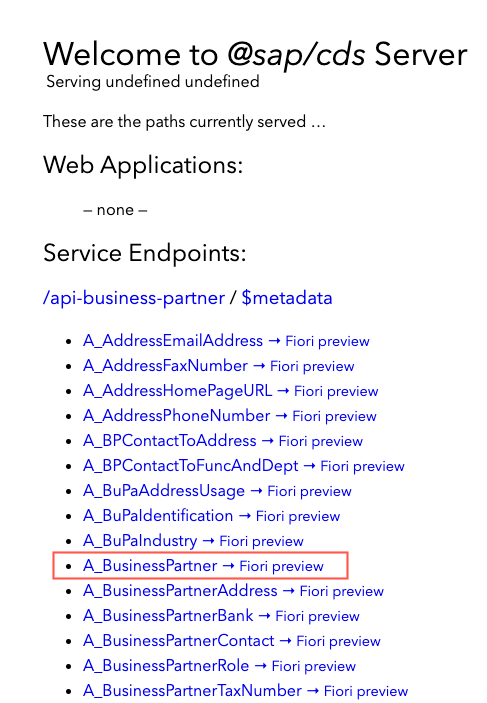 Welcome to @sap/cds Server
Serving undefined undefined
These are the paths currently served …
Web Applications:
– none –
Service Endpoints:
/api-business-partner / $metadata
• A_AddressEmailAddress → Fiori preview
• A_AddressFaxNumber → Fiori preview
• A_AddressHomePageURL → Fiori preview
• A_AddressPhoneNumber → Fiori preview
• A_BPContactToAddress → Fiori preview
• A_BPContactToFuncAndDept → Fiori preview
• A_BuPaAddressUsage → Fiori preview
• A_BuPaIdentification → Fiori preview
• A_BuPaIndustry → Fiori preview
• A_BusinessPartner → Fiori preview
• A_BusinessPartnerAddress → Fiori preview
• A_BusinessPartnerBank → Fiori preview
• A_BusinessPartnerContact → Fiori preview
• A_BusinessPartnerRole → Fiori preview
• A_BusinessPartnerTaxNumber → Fiori preview